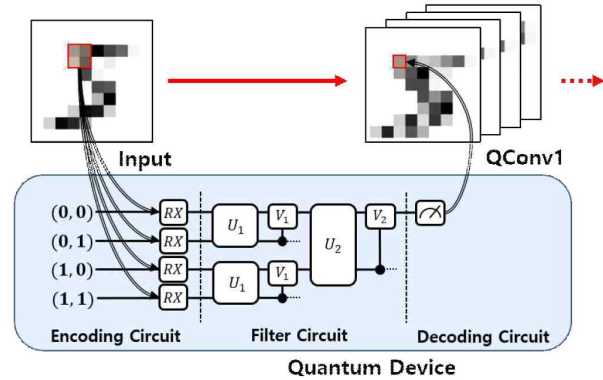 Input
QConv1
(0, 0) RX U₁ V₁ U₂ V₂
(0, 1) RX
(1, 0) RX U₁ V₁
(1, 1) RX
Encoding Circuit Filter Circuit Decoding Circuit
Quantum Device